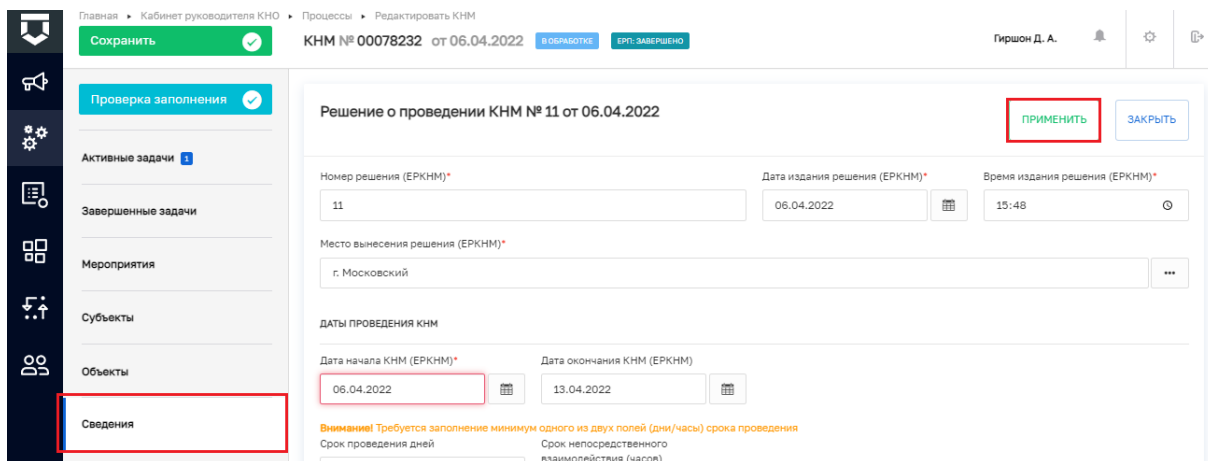 Главная ▸ Кабинет руководителя КНО ▸ Процессы ▸ Редактировать КНМ
Сохранить
КНМ № 00078232 от 06.04.2022 В ОБРАБОТКЕ ЕРП: ЗАВЕРШЕНО
Гиршон Д. А.
Проверка заполнения
Активные задачи 1
Завершенные задачи
Мероприятия
Субъекты
Объекты
Сведения
Решение о проведении КНМ № 11 от 06.04.2022
ПРИМЕНИТЬ
ЗАКРЫТЬ
Номер решения (ЕРКНМ)* Дата издания решения (ЕРКНМ)* Время издания решения (ЕРКНМ)*
11 06.04.2022 15:48
Место вынесения решения (ЕРКНМ)*
г. Московский
ДАТЫ ПРОВЕДЕНИЯ КНМ
Дата начала КНМ (ЕРКНМ)* Дата окончания КНМ (ЕРКНМ)
06.04.2022 13.04.2022
Внимание! Требуется заполнение минимум одного из двух полей (дни/часы) срока проведения
Срок проведения дней Срок непосредственного
взаимодействия (часов)